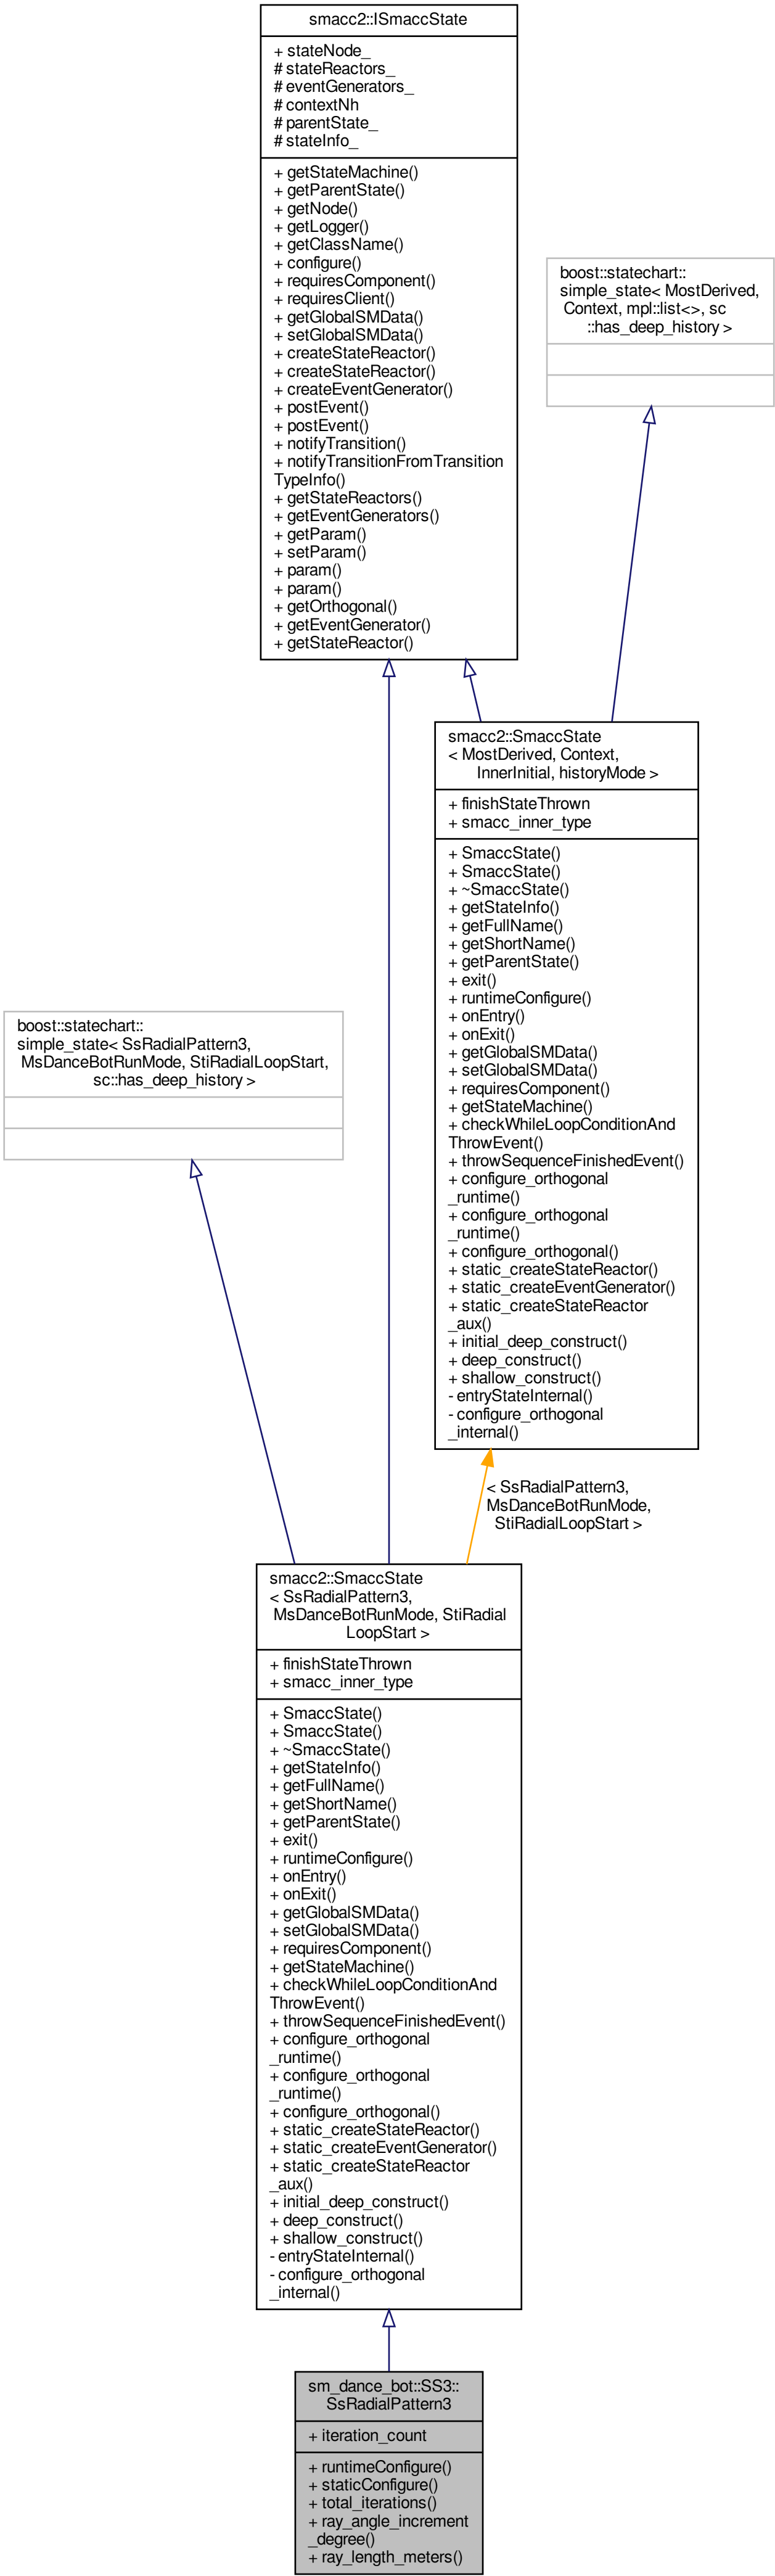 smacc2::ISmaccState
+ stateNode_
# stateReactors_
# eventGenerators_
# contextNh
# parentState_
# stateInfo_
+ getStateMachine()
+ getParentState()
+ getNode()
+ getLogger()
+ getClassName()
+ configure()
+ requiresComponent()
+ requiresClient()
+ getGlobalSMData()
+ setGlobalSMData()
+ createStateReactor()
+ createStateReactor()
+ createEventGenerator()
+ postEvent()
+ postEvent()
+ notifyTransition()
+ notifyTransitionFromTransition
TypeInfo()
+ getStateReactors()
+ getEventGenerators()
+ getParam()
+ setParam()
+ param()
+ param()
+ getOrthogonal()
+ getEventGenerator()
+ getStateReactor()
boost::statechart::
simple_state< MostDerived,
Context, mpl::list<>, sc
::has_deep_history >
smacc2::SmaccState
< MostDerived, Context,
InnerInitial, historyMode >
+ finishStateThrown
+ smacc_inner_type
+ SmaccState()
+ SmaccState()
+ ~SmaccState()
+ getStateInfo()
+ getFullName()
+ getShortName()
+ getParentState()
+ exit()
+ runtimeConfigure()
+ onEntry()
+ onExit()
+ getGlobalSMData()
+ setGlobalSMData()
+ requiresComponent()
+ getStateMachine()
+ checkWhileLoopConditionAnd
ThrowEvent()
+ throwSequenceFinishedEvent()
+ configure_orthogonal
_runtime()
+ configure_orthogonal
_runtime()
+ configure_orthogonal()
+ static_createStateReactor()
+ static_createEventGenerator()
+ static_createStateReactor
_aux()
+ initial_deep_construct()
+ deep_construct()
+ shallow_construct()
- entryStateInternal()
- configure_orthogonal
_internal()
boost::statechart::
simple_state< SsRadialPattern3,
MsDanceBotRunMode, StiRadialLoopStart,
sc::has_deep_history >
< SsRadialPattern3,
MsDanceBotRunMode,
StiRadialLoopStart >
smacc2::SmaccState
< SsRadialPattern3,
MsDanceBotRunMode, StiRadial
LoopStart >
+ finishStateThrown
+ smacc_inner_type
+ SmaccState()
+ SmaccState()
+ ~SmaccState()
+ getStateInfo()
+ getFullName()
+ getShortName()
+ getParentState()
+ exit()
+ runtimeConfigure()
+ onEntry()
+ onExit()
+ getGlobalSMData()
+ setGlobalSMData()
+ requiresComponent()
+ getStateMachine()
+ checkWhileLoopConditionAnd
ThrowEvent()
+ throwSequenceFinishedEvent()
+ configure_orthogonal
_runtime()
+ configure_orthogonal
_runtime()
+ configure_orthogonal()
+ static_createStateReactor()
+ static_createEventGenerator()
+ static_createStateReactor
_aux()
+ initial_deep_construct()
+ deep_construct()
+ shallow_construct()
- entryStateInternal()
- configure_orthogonal
_internal()
sm_dance_bot::SS3::
SsRadialPattern3
+ iteration_count
+ runtimeConfigure()
+ staticConfigure()
+ total_iterations()
+ ray_angle_increment
_degree()
+ ray_length_meters()